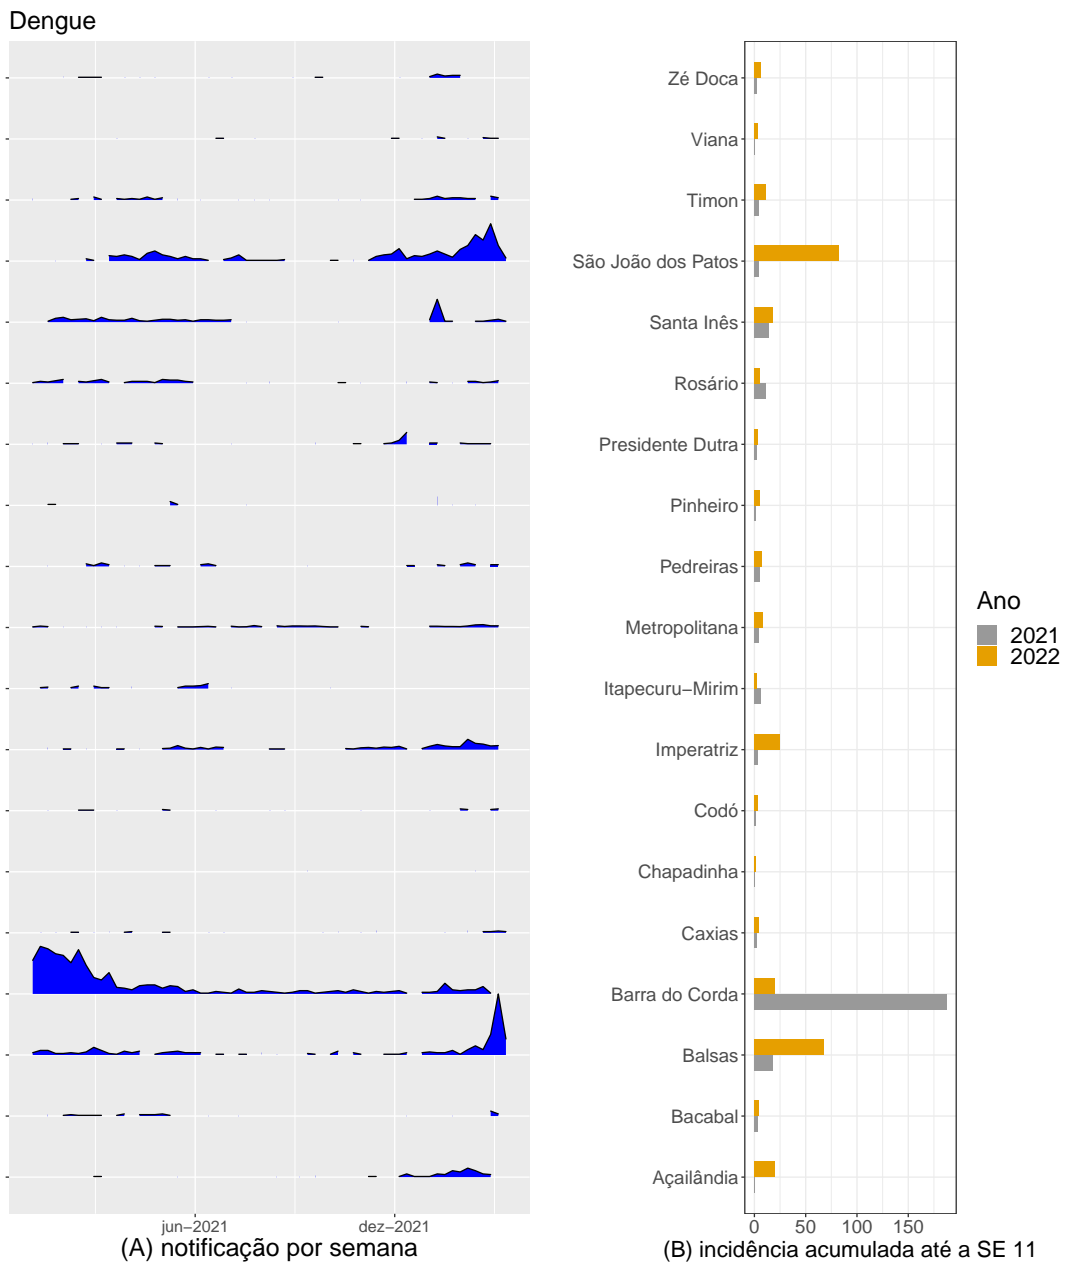 Dengue
Zé Doca
Viana
Timon
São João dos Patos
Santa Inês
Rosário
Presidente Dutra
Pinheiro
Pedreiras
Metropolitana
Itapecuru−Mirim
Imperatriz
Codó
Chapadinha
Caxias
Barra do Corda
Balsas
Bacabal
Açailândia
jun−2021 dez−2021
(A) notificação por semana
0 50 100 150
(B) incidência acumulada até a SE 11
Ano
2021
2022